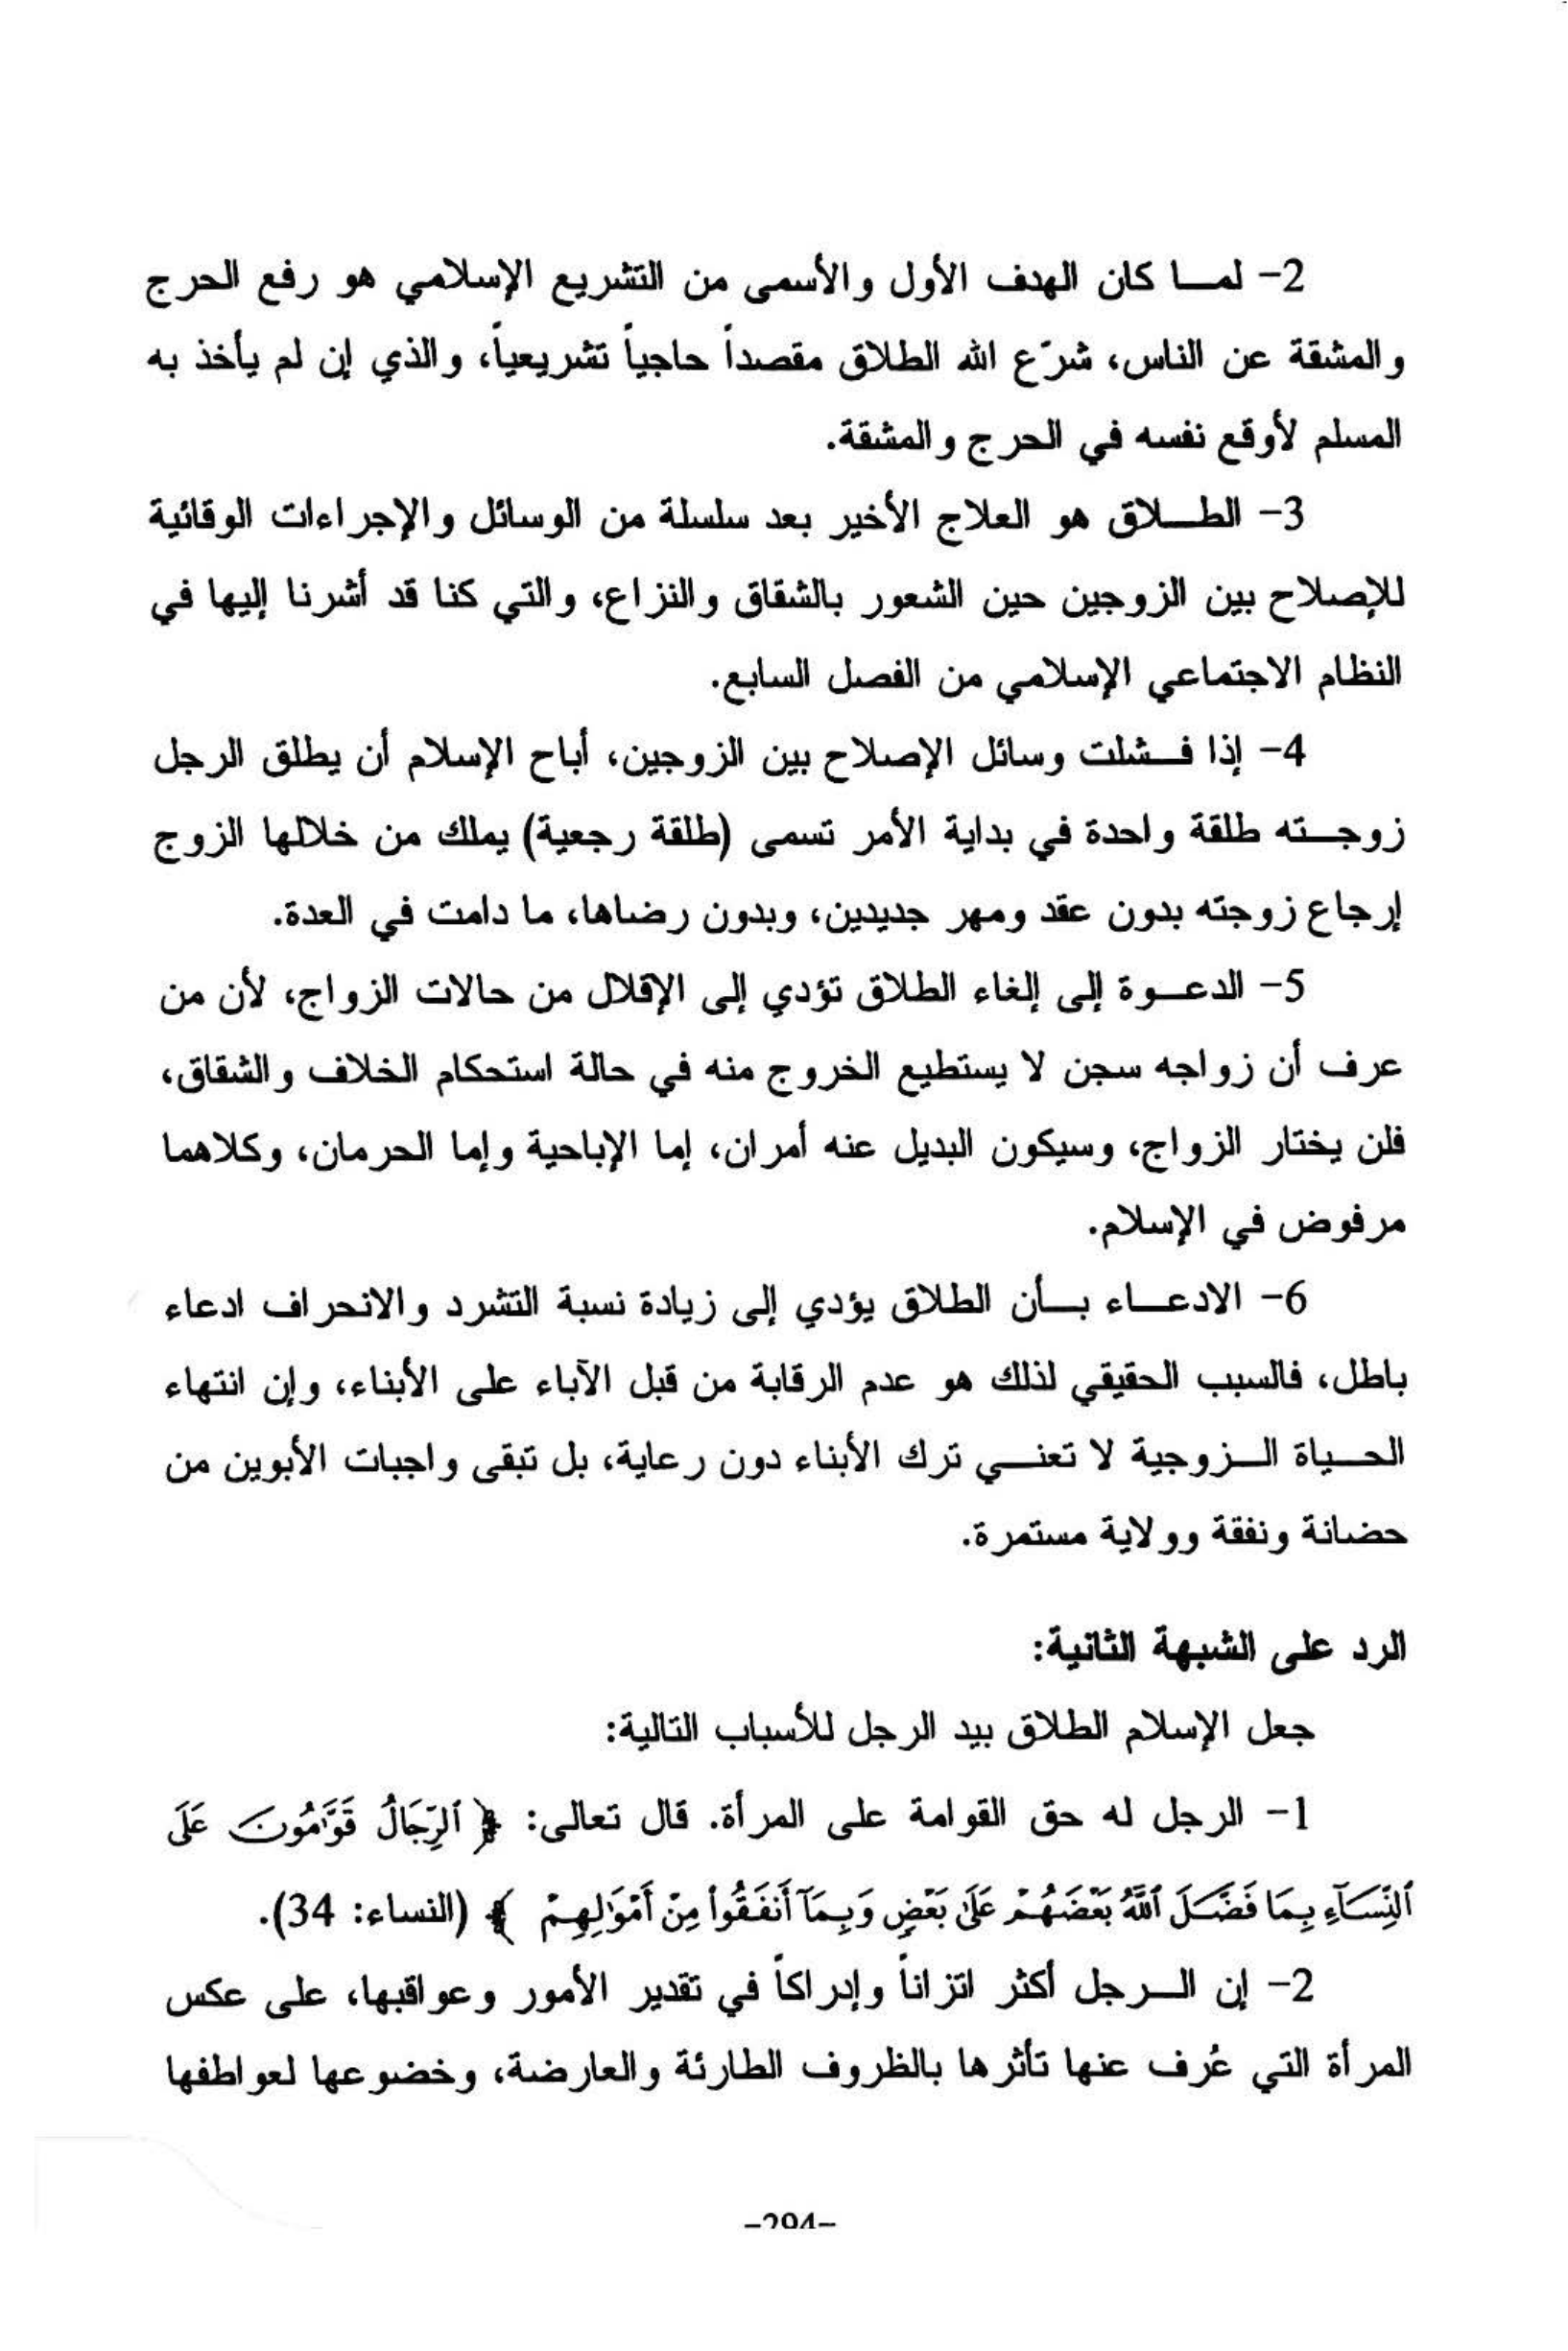 2- لمـــا كان الهدف الأول والأسمى من التشريع الإسلامي هو رفع الحرج
والمشقة عن الناس، شرّع الله الطلاق مقصداً حاجياً تشريعياً، والذي إن لم يأخذ به
المسلم لأوقع نفسه في الحرج والمشقة.
3- الطـــلاق هو العلاج الأخير بعد سلسلة من الوسائل والإجراءات الوقائية
للإصلاح بين الزوجين حين الشعور بالشقاق والنزاع، والتي كنا قد أشرنا إليها في
النظام الاجتماعي الإسلامي من الفصل السابع.
4- إذا فـــشلت وسائل الإصلاح بين الزوجين، أباح الإسلام أن يطلق الرجل
زوجـــته طلقة واحدة في بداية الأمر تسمى (طلقة رجعية) يملك من خلالها الزوج
إرجاع زوجته بدون عقد ومهر جديدين، وبدون رضاها، ما دامت في العدة.
5- الدعـــوة إلى إلغاء الطلاق تؤدي إلى الإقلال من حالات الزواج، لأن من
عرف أن زواجه سجن لا يستطيع الخروج منه في حالة استحكام الخلاف والشقاق،
فلن يختار الزواج، وسيكون البديل عنه أمران، إما الإباحية وإما الحرمان، وكلاهما
مرفوض في الإسلام.
6- الادعـــاء بـــأن الطلاق يؤدي إلى زيادة نسبة التشرد والانحراف ادعاء
باطل، فالسبب الحقيقي لذلك هو عدم الرقابة من قبل الآباء على الأبناء، وإن انتهاء
الحـــياة الـــزوجية لا تعنـــي ترك الأبناء دون رعاية، بل تبقى واجبات الأبوين من
حضانة ونفقة وولاية مستمرة.
الرد على الشبهة الثانية:
جعل الإسلام الطلاق بيد الرجل للأسباب التالية:
1- الرجل له حق القوامة على المرأة. قال تعالى: ﴿ ٱلرِّجَالُ قَوَّٰمُونَ عَلَى
ٱلنِّسَآءِ بِمَا فَضَّلَ ٱللَّهُ بَعْضَهُمْ عَلَىٰ بَعْضٍ وَبِمَآ أَنفَقُواْ مِنْ أَمْوَٰلِهِمْ ﴾ (النساء: 34).
2- إن الـــرجل أكثر اتزاناً وإدراكاً في تقدير الأمور وعواقبها، على عكس
المرأة التي عُرف عنها تأثرها بالظروف الطارئة والعارضة، وخضوعها لعواطفها
-294-